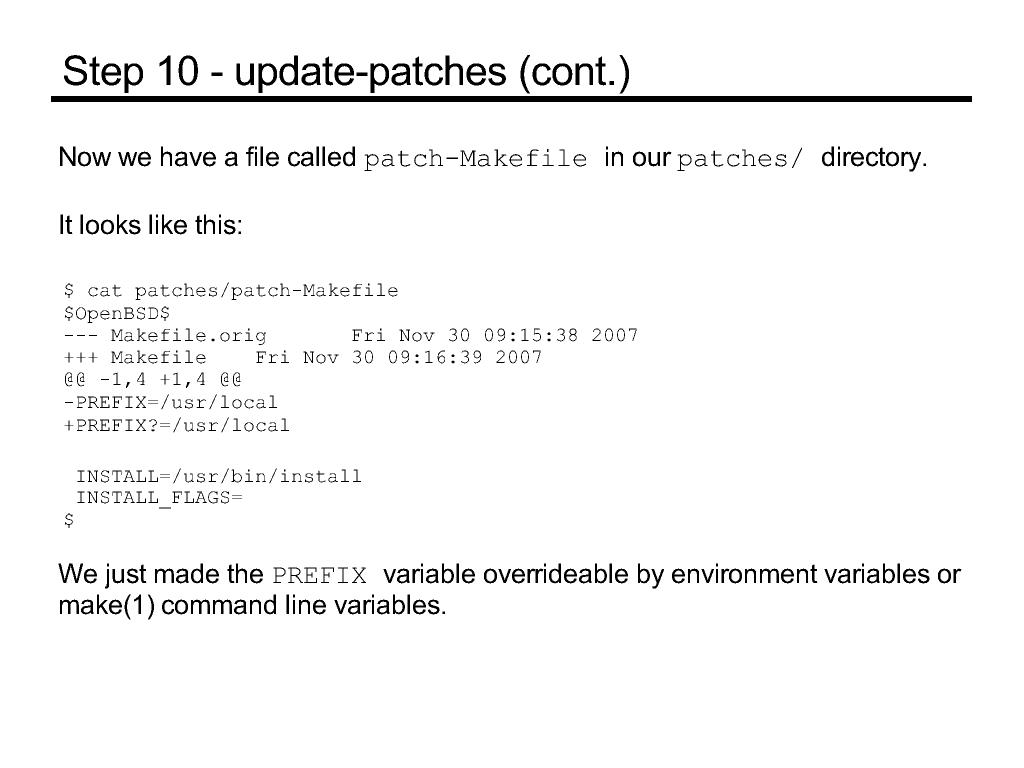 Step 10 - update-patches (cont.)
Now we have a file called patch-Makefile in our patches/ directory.
It looks like this:
$ cat patches/patch-Makefile
$OpenBSD$
--- Makefile.orig       Fri Nov 30 09:15:38 2007
+++ Makefile    Fri Nov 30 09:16:39 2007
@@ -1,4 +1,4 @@
-PREFIX=/usr/local
+PREFIX?=/usr/local
 INSTALL=/usr/bin/install
 INSTALL_FLAGS=
$
We just made the PREFIX variable overrideable by environment variables or
make(1) command line variables.